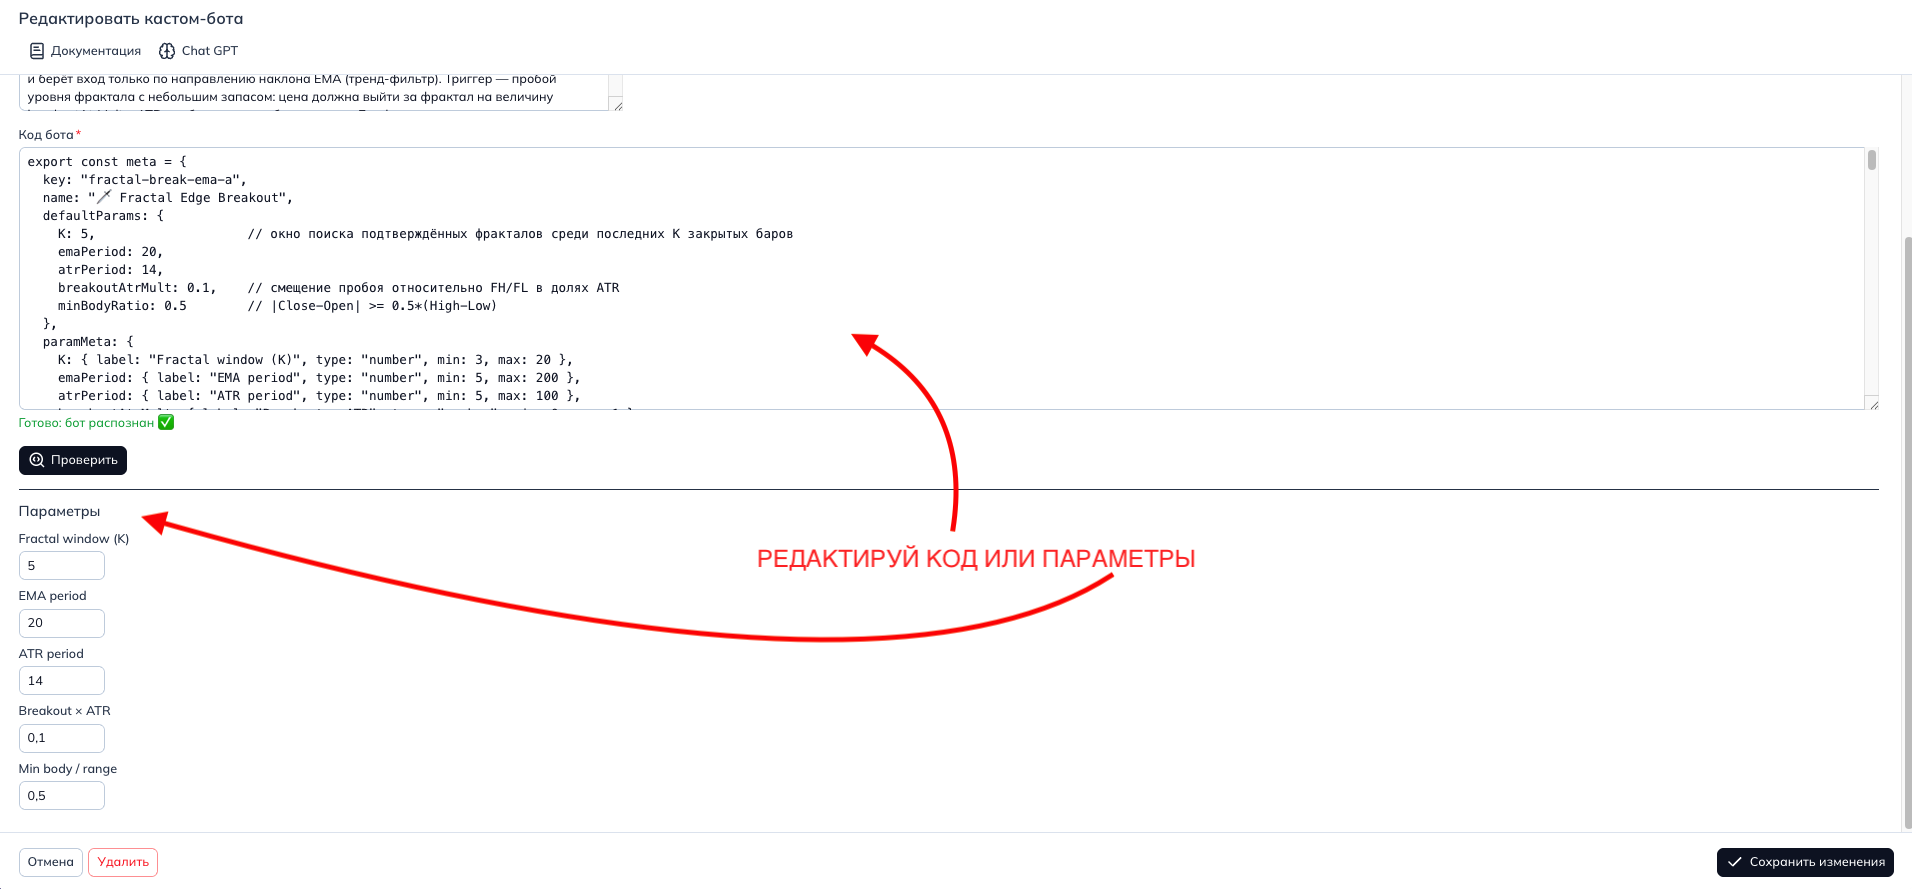 Редактировать кастом-бота
Документация Chat GPT
и берёт вход только по направлению наклона EMA (тренд-фильтр). Триггер — пробой
уровня фрактала с небольшим запасом: цена должна выйти за фрактал на величину
Код бота*
export const meta = {
key: "fractal-break-ema-a",
name: "🗡 Fractal Edge Breakout",
defaultParams: {
K: 5, // окно поиска подтверждённых фракталов среди последних K закрытых баров
emaPeriod: 20,
atrPeriod: 14,
breakoutAtrMult: 0.1, // смещение пробоя относительно FH/FL в долях ATR
minBodyRatio: 0.5 // |Close-Open| >= 0.5*(High-Low)
},
paramMeta: {
K: { label: "Fractal window (K)", type: "number", min: 3, max: 20 },
emaPeriod: { label: "EMA period", type: "number", min: 5, max: 200 },
atrPeriod: { label: "ATR period", type: "number", min: 5, max: 100 },
Готово: бот распознан ✅
Проверить
Параметры
Fractal window (K)
5
EMA period
20
ATR period
14
Breakout × ATR
0,1
Min body / range
0,5
РЕДАКТИРУЙ КОД ИЛИ ПАРАМЕТРЫ
Отмена Удалить Сохранить изменения